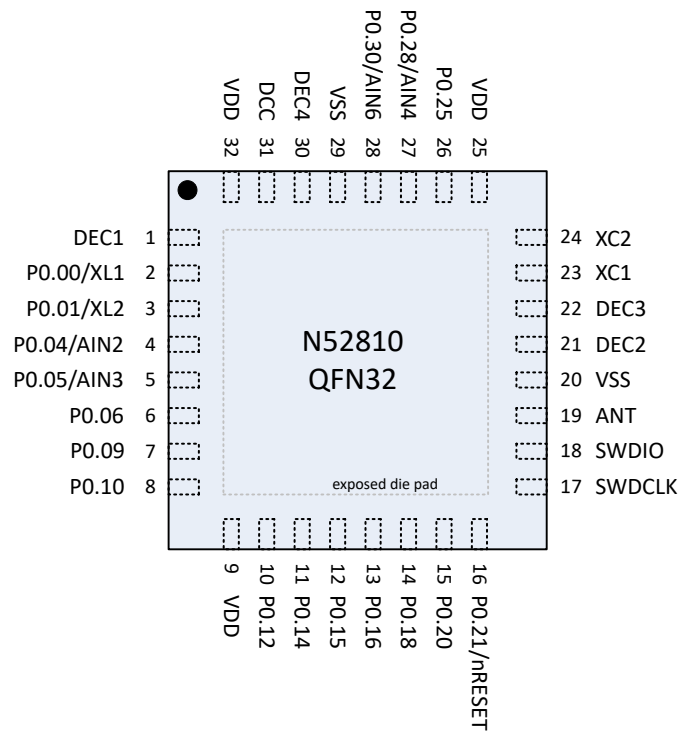 VDD 32
DCC 31
DEC4 30
VSS 29
P0.30/AIN6 28
P0.28/AIN4 27
P0.25 26
VDD 25
DEC1 1
P0.00/XL1 2
P0.01/XL2 3
P0.04/AIN2 4
P0.05/AIN3 5
P0.06 6
P0.09 7
P0.10 8
N52810
QFN32
exposed die pad
24 XC2
23 XC1
22 DEC3
21 DEC2
20 VSS
19 ANT
18 SWDIO
17 SWDCLK
9 VDD
10 P0.12
11 P0.14
12 P0.15
13 P0.16
14 P0.18
15 P0.20
16 P0.21/nRESET